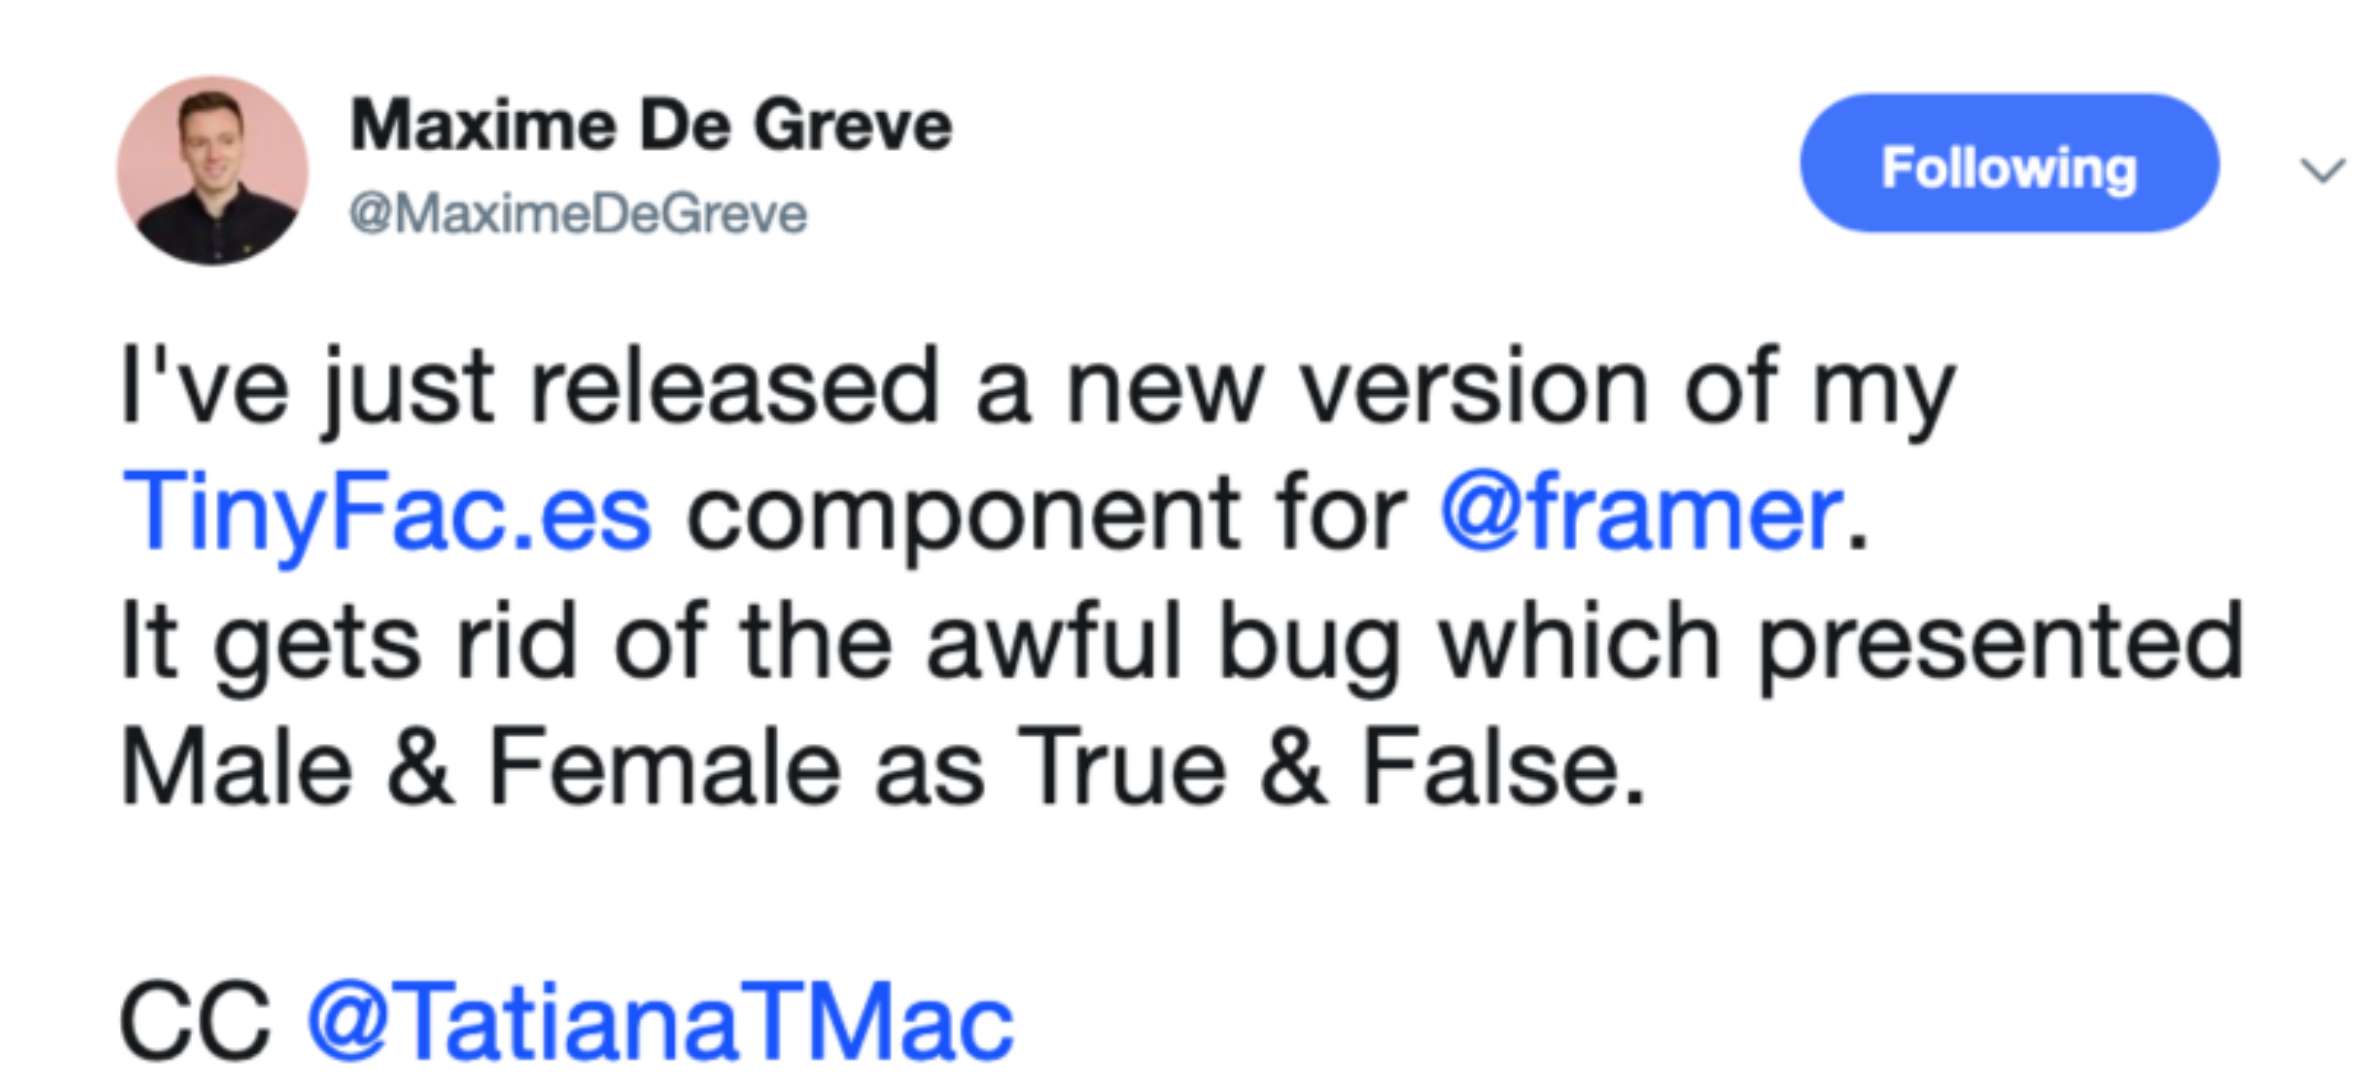 Maxime De Greve
@MaximeDeGreve
Following
I've just released a new version of my
TinyFac.es component for @framer.
It gets rid of the awful bug which presented
Male & Female as True & False.
CC @TatianaTMac